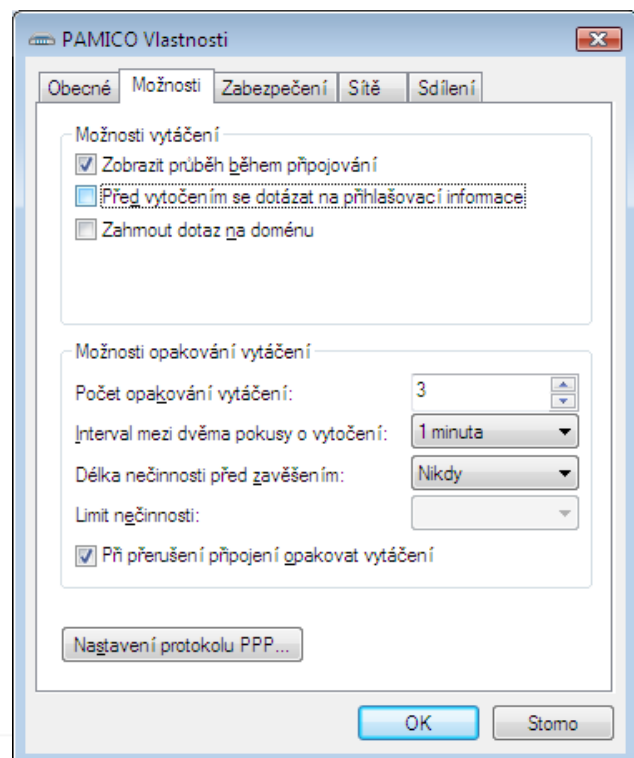 PAMICO Vlastnosti
Obecné Možnosti Zabezpečení Sítě Sdílení
Možnosti vytáčení
Zobrazit průběh během připojování
Před vytočením se dotázat na přihlašovací informace
Zahrnout dotaz na doménu
Možnosti opakování vytáčení
Počet opakování vytáčení: 3
Interval mezi dvěma pokusy o vytočení: 1 minuta
Délka nečinnosti před zavěšením: Nikdy
Limit nečinnosti:
Při přerušení připojení opakovat vytáčení
Nastavení protokolu PPP...
OK Storno